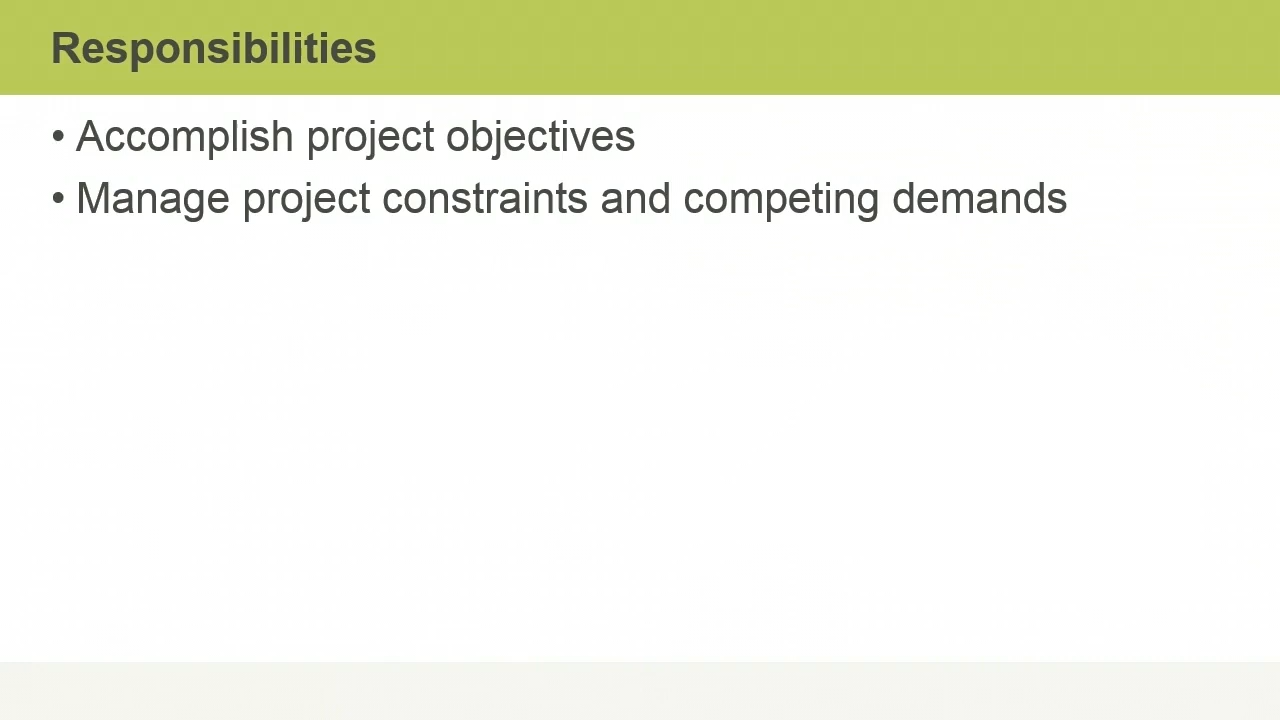 Responsibilities
• Accomplish project objectives
• Manage project constraints and competing demands